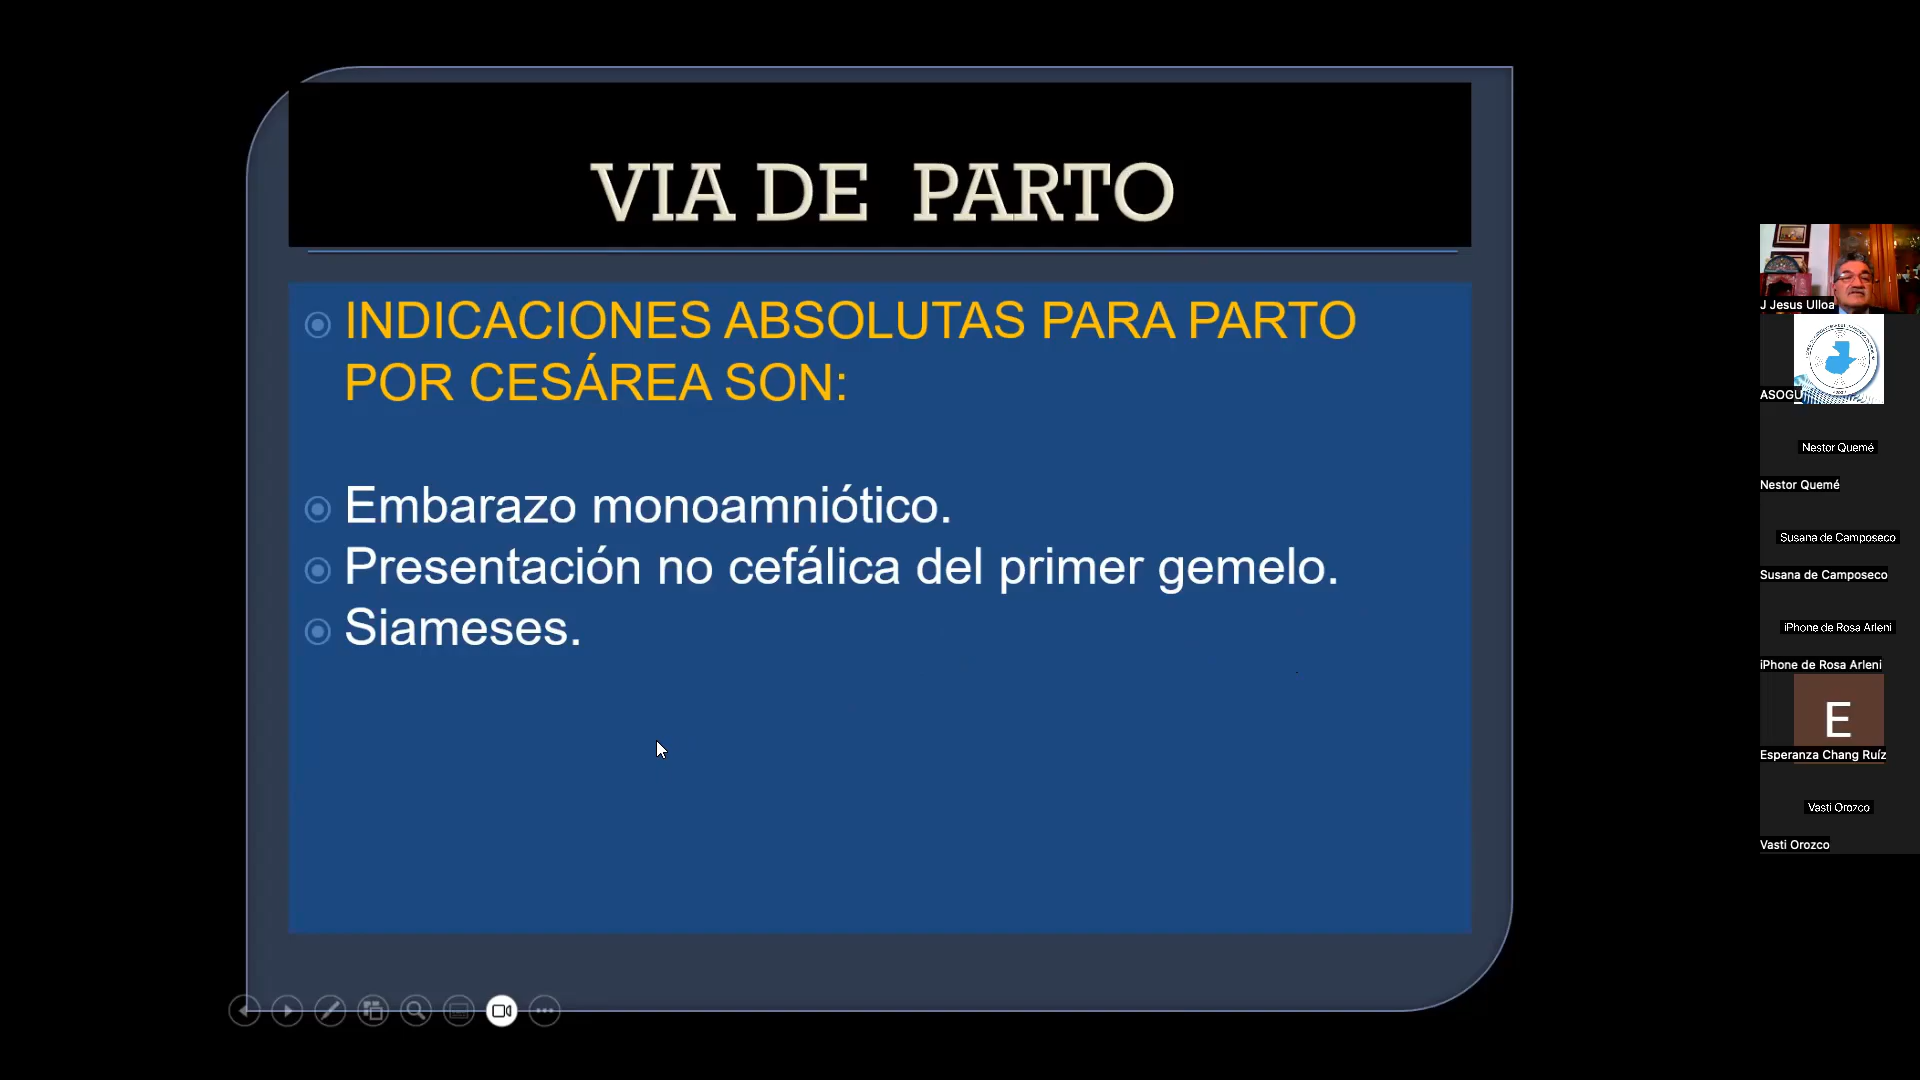 VIA DE PARTO
INDICACIONES ABSOLUTAS PARA PARTO
POR CESÁREA SON:
Embarazo monoamniótico.
Presentación no cefálica del primer gemelo.
Siameses.
J Jesus Ulloa
ASOGU
Nestor Quemé
Nestor Quemé
Susana de Camposeco
Susana de Camposeco
iPhone de Rosa Arleni
iPhone de Rosa Arleni
E
Esperanza Chang Ruíz
Vasti Orozco
Vasti Orozco